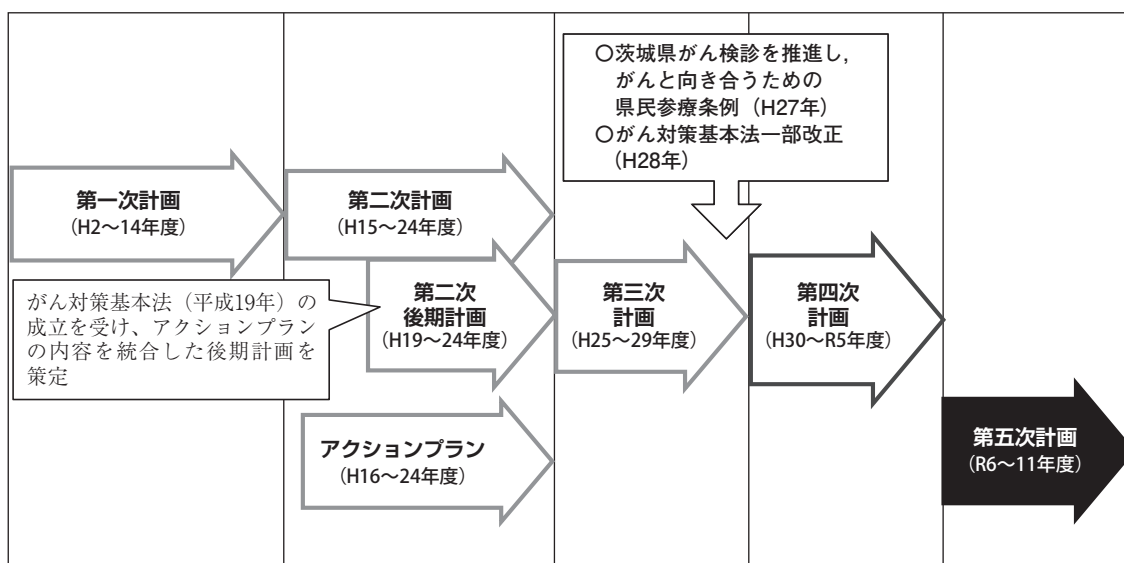 ○茨城県がん検診を推進し，
がんと向き合うための
県民参療条例（H27年）
○がん対策基本法一部改正
（H28年）
第一次計画
（H2〜14年度）
第二次計画
（H15〜24年度）
がん対策基本法（平成19年）の
成立を受け、アクションプラン
の内容を統合した後期計画を
策定
第二次
後期計画
（H19〜24年度）
第三次
計画
（H25〜29年度）
第四次
計画
（H30〜R5年度）
アクションプラン
（H16〜24年度）
第五次計画
（R6〜11年度）